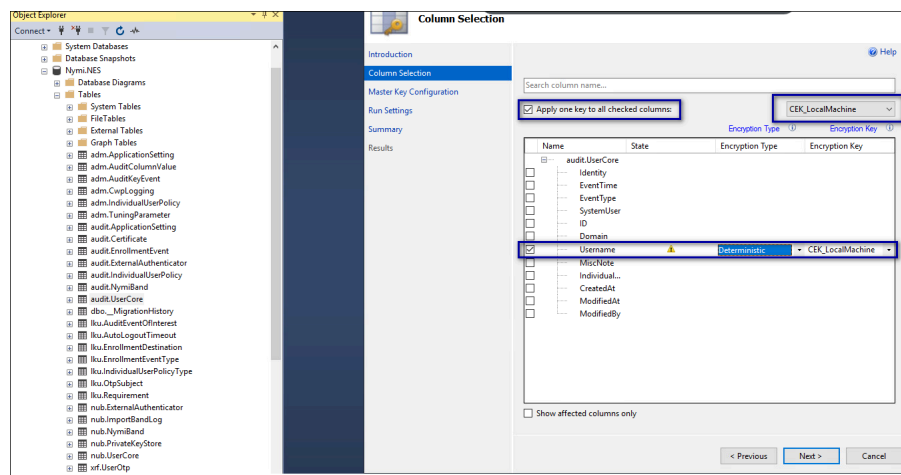 Object Explorer
Connect
System Databases
Database Snapshots
Nymi.NES
Database Diagrams
Tables
System Tables
FileTables
External Tables
Graph Tables
adm.ApplicationSetting
adm.AuditColumnValue
adm.AuditKeyEvent
adm.CwpLogging
adm.IndividualUserPolicy
adm.TuningParameter
audit.ApplicationSetting
audit.Certificate
audit.EnrollmentEvent
audit.ExternalAuthenticator
audit.IndividualUserPolicy
audit.NymiBand
audit.UserCore
dbo.__MigrationHistory
lku.AuditEventOfInterest
lku.AutoLogoutTimeout
lku.EnrollmentDestination
lku.EnrollmentEventType
lku.IndividualUserPolicyType
lku.OtpSubject
lku.Requirement
nub.ExternalAuthenticator
nub.ImportBandLog
nub.NymiBand
nub.PrivateKeyStore
nub.UserCore
xrf.UserOtp
Column Selection
Introduction
Column Selection
Master Key Configuration
Run Settings
Summary
Results
Help
Search column name...
Apply one key to all checked columns: CEK_LocalMachine
Encryption Type Encryption Key
Name State Encryption Type Encryption Key
audit.UserCore
Identity
EventTime
EventType
SystemUser
ID
Domain
Username Deterministic CEK_LocalMachine
MiscNote
Individual...
CreatedAt
ModifiedAt
ModifiedBy
Show affected columns only
< Previous Next > Cancel